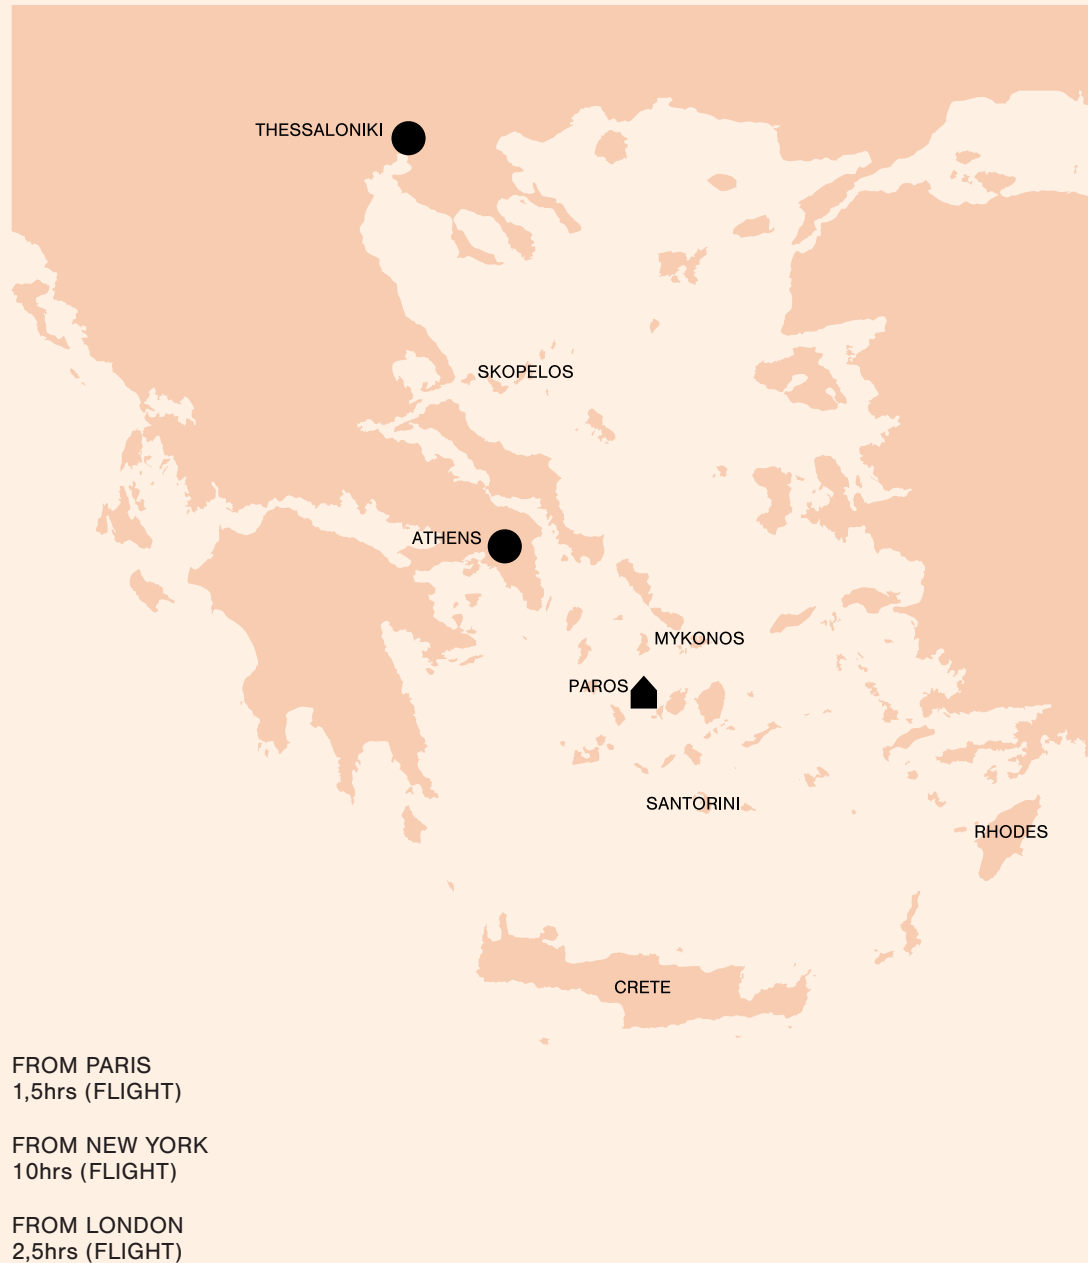 THESSALONIKI
SKOPELOS
ATHENS
MYKONOS
PAROS
SANTORINI
RHODES
CRETE
FROM PARIS
1,5hrs (FLIGHT)
FROM NEW YORK
10hrs (FLIGHT)
FROM LONDON
2,5hrs (FLIGHT)